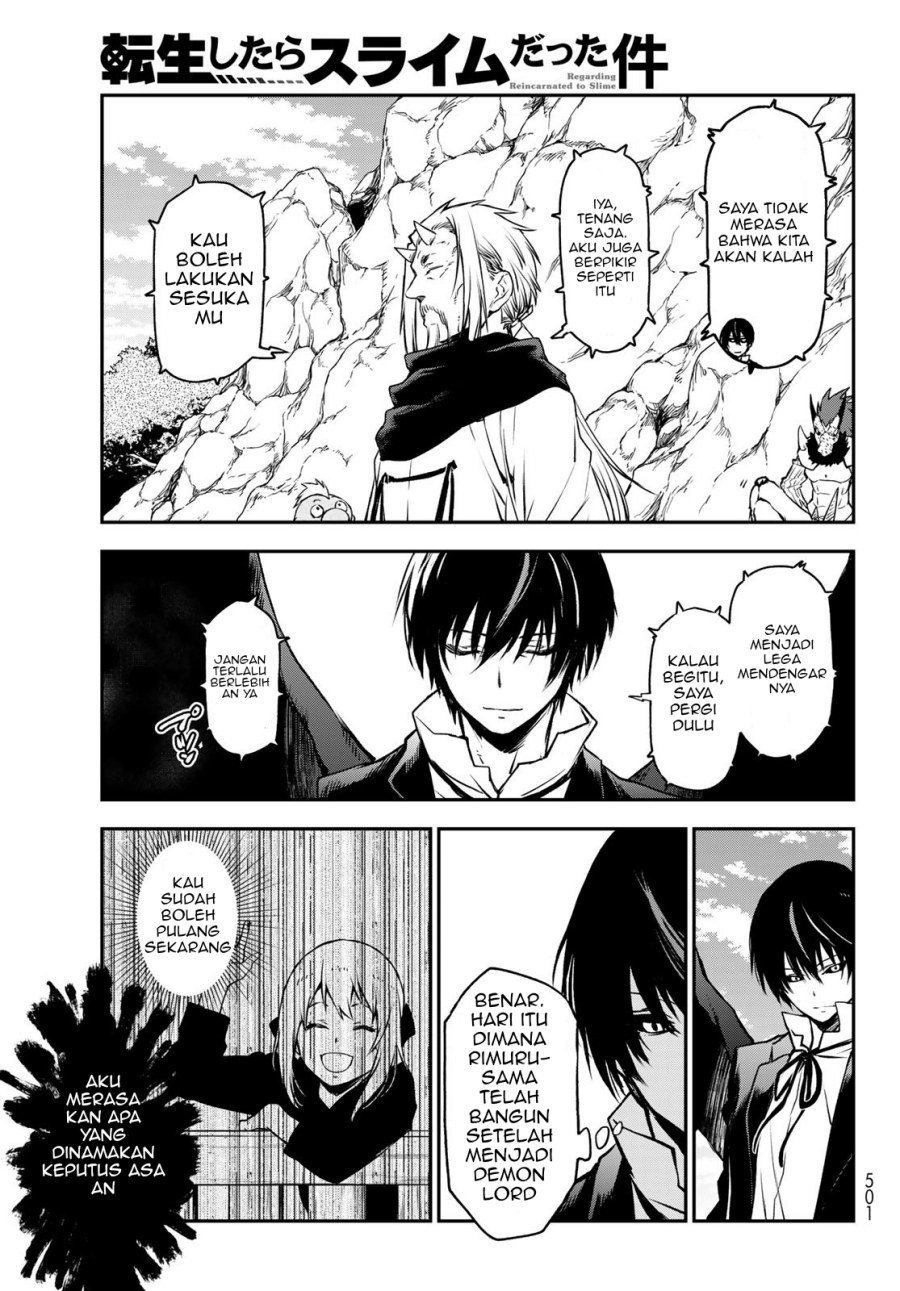 転生したらスライムだった件
Regarding
Reincarnated to Slime
SAYA TIDAK
MERASA
BAHWA KITA
AKAN KALAH
IYA,
TENANG
SAJA.
AKU JUGA
BERPIKIR
SEPERTI
ITU
KAU
BOLEH
LAKUKAN
SESUKA
MU
SAYA
MENJADI
LEGA
MENDENGAR
NYA
KALAU
BEGITU,
SAYA
PERGI
DULU
JANGAN
TERLALU
BERLEBIH
AN YA
プッ
BENAR.
HARI ITU
DIMANA
RIMURU-
SAMA
TELAH
BANGUN
SETELAH
MENJADI
DEMON
LORD
KAU
SUDAH
BOLEH
PULANG
SEKARANG
AKU
MERASA
KAN APA
YANG
DINAMAKAN
KEPUTUS ASA
AN
501